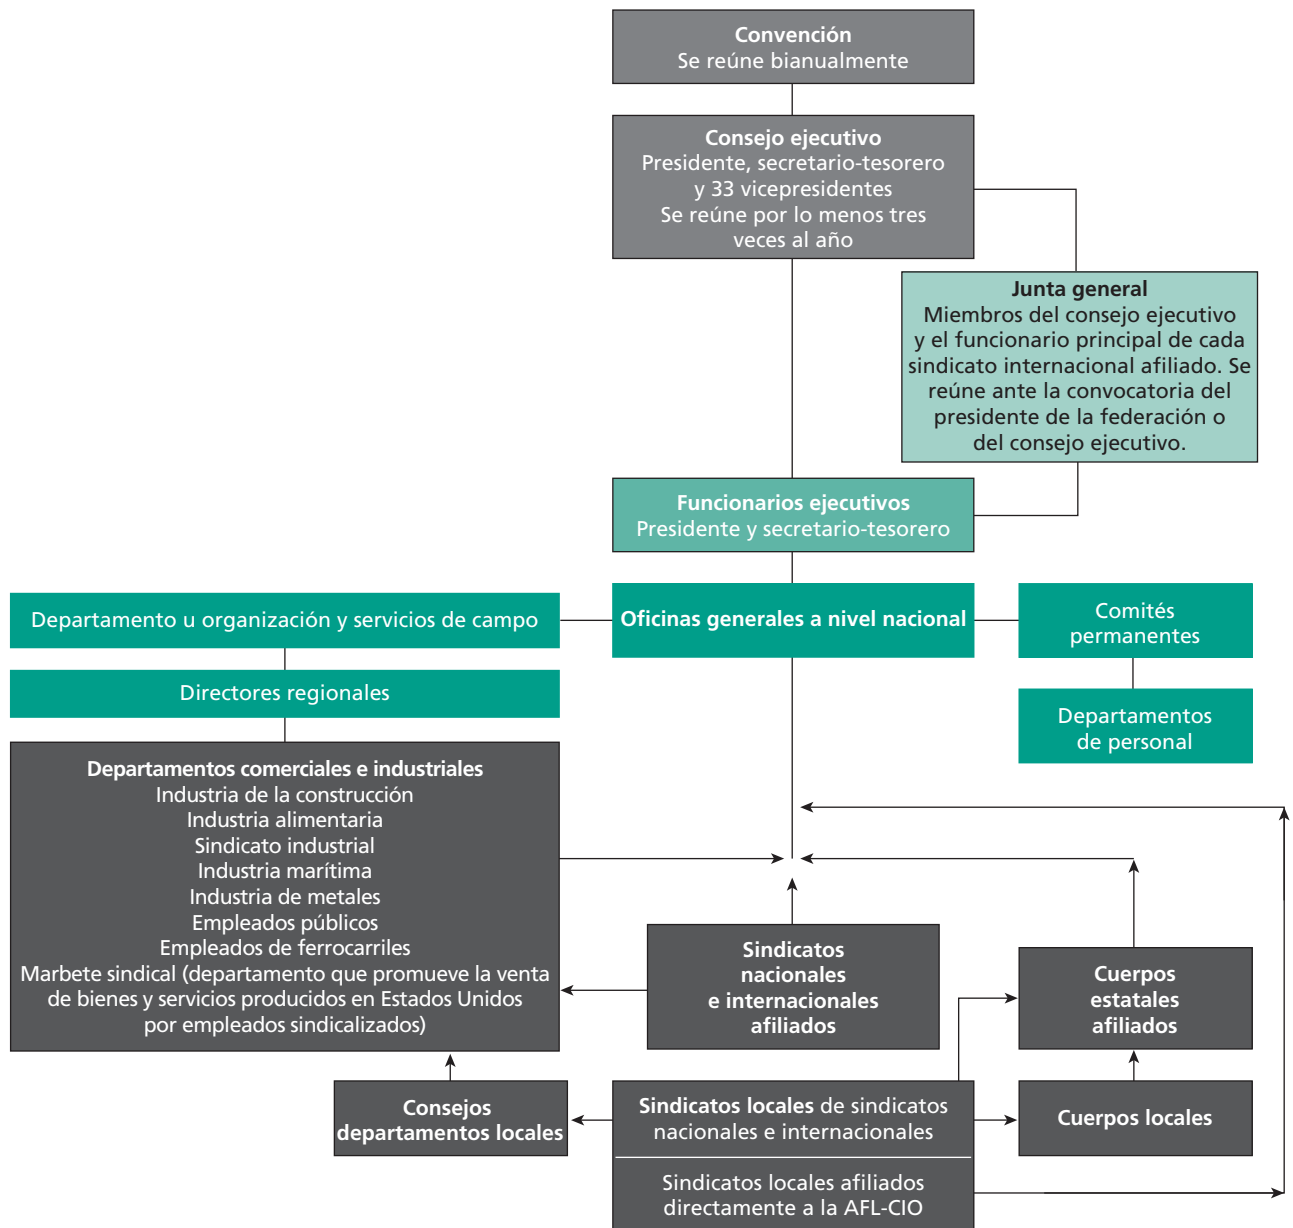 Convención
Se reúne bianualmente
Consejo ejecutivo
Presidente, secretario-tesorero
y 33 vicepresidentes
Se reúne por lo menos tres
veces al año
Junta general
Miembros del consejo ejecutivo
y el funcionario principal de cada
sindicato internacional afiliado. Se
reúne ante la convocatoria del
presidente de la federación o
del consejo ejecutivo.
Funcionarios ejecutivos
Presidente y secretario-tesorero
Departamento u organización y servicios de campo
Oficinas generales a nivel nacional
Comités
permanentes
Directores regionales
Departamentos
de personal
Departamentos comerciales e industriales
Industria de la construcción
Industria alimentaria
Sindicato industrial
Industria marítima
Industria de metales
Empleados públicos
Empleados de ferrocarriles
Marbete sindical (departamento que promueve la venta
de bienes y servicios producidos en Estados Unidos
por empleados sindicalizados)
Sindicatos
nacionales
e internacionales
afiliados
Cuerpos
estatales
afiliados
Consejos
departamentos locales
Sindicatos locales de sindicatos
nacionales e internacionales
Cuerpos locales
Sindicatos locales afiliados
directamente a la AFL-CIO